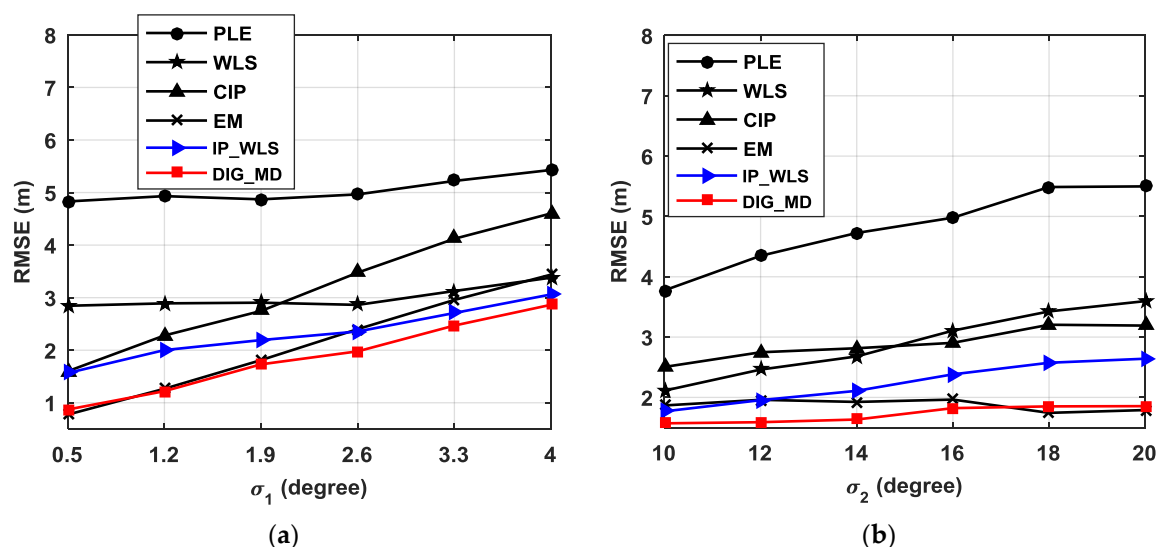 PLE
WLS
CIP
EM
IP_WLS
DIG_MD
8
7
6
5
4
3
2
1
RMSE (m)
0.5 1.2 1.9 2.6 3.3 4
σ1 (degree)
(a)
PLE
WLS
CIP
EM
IP_WLS
DIG_MD
8
7
6
5
4
3
2
RMSE (m)
10 12 14 16 18 20
σ2 (degree)
(b)